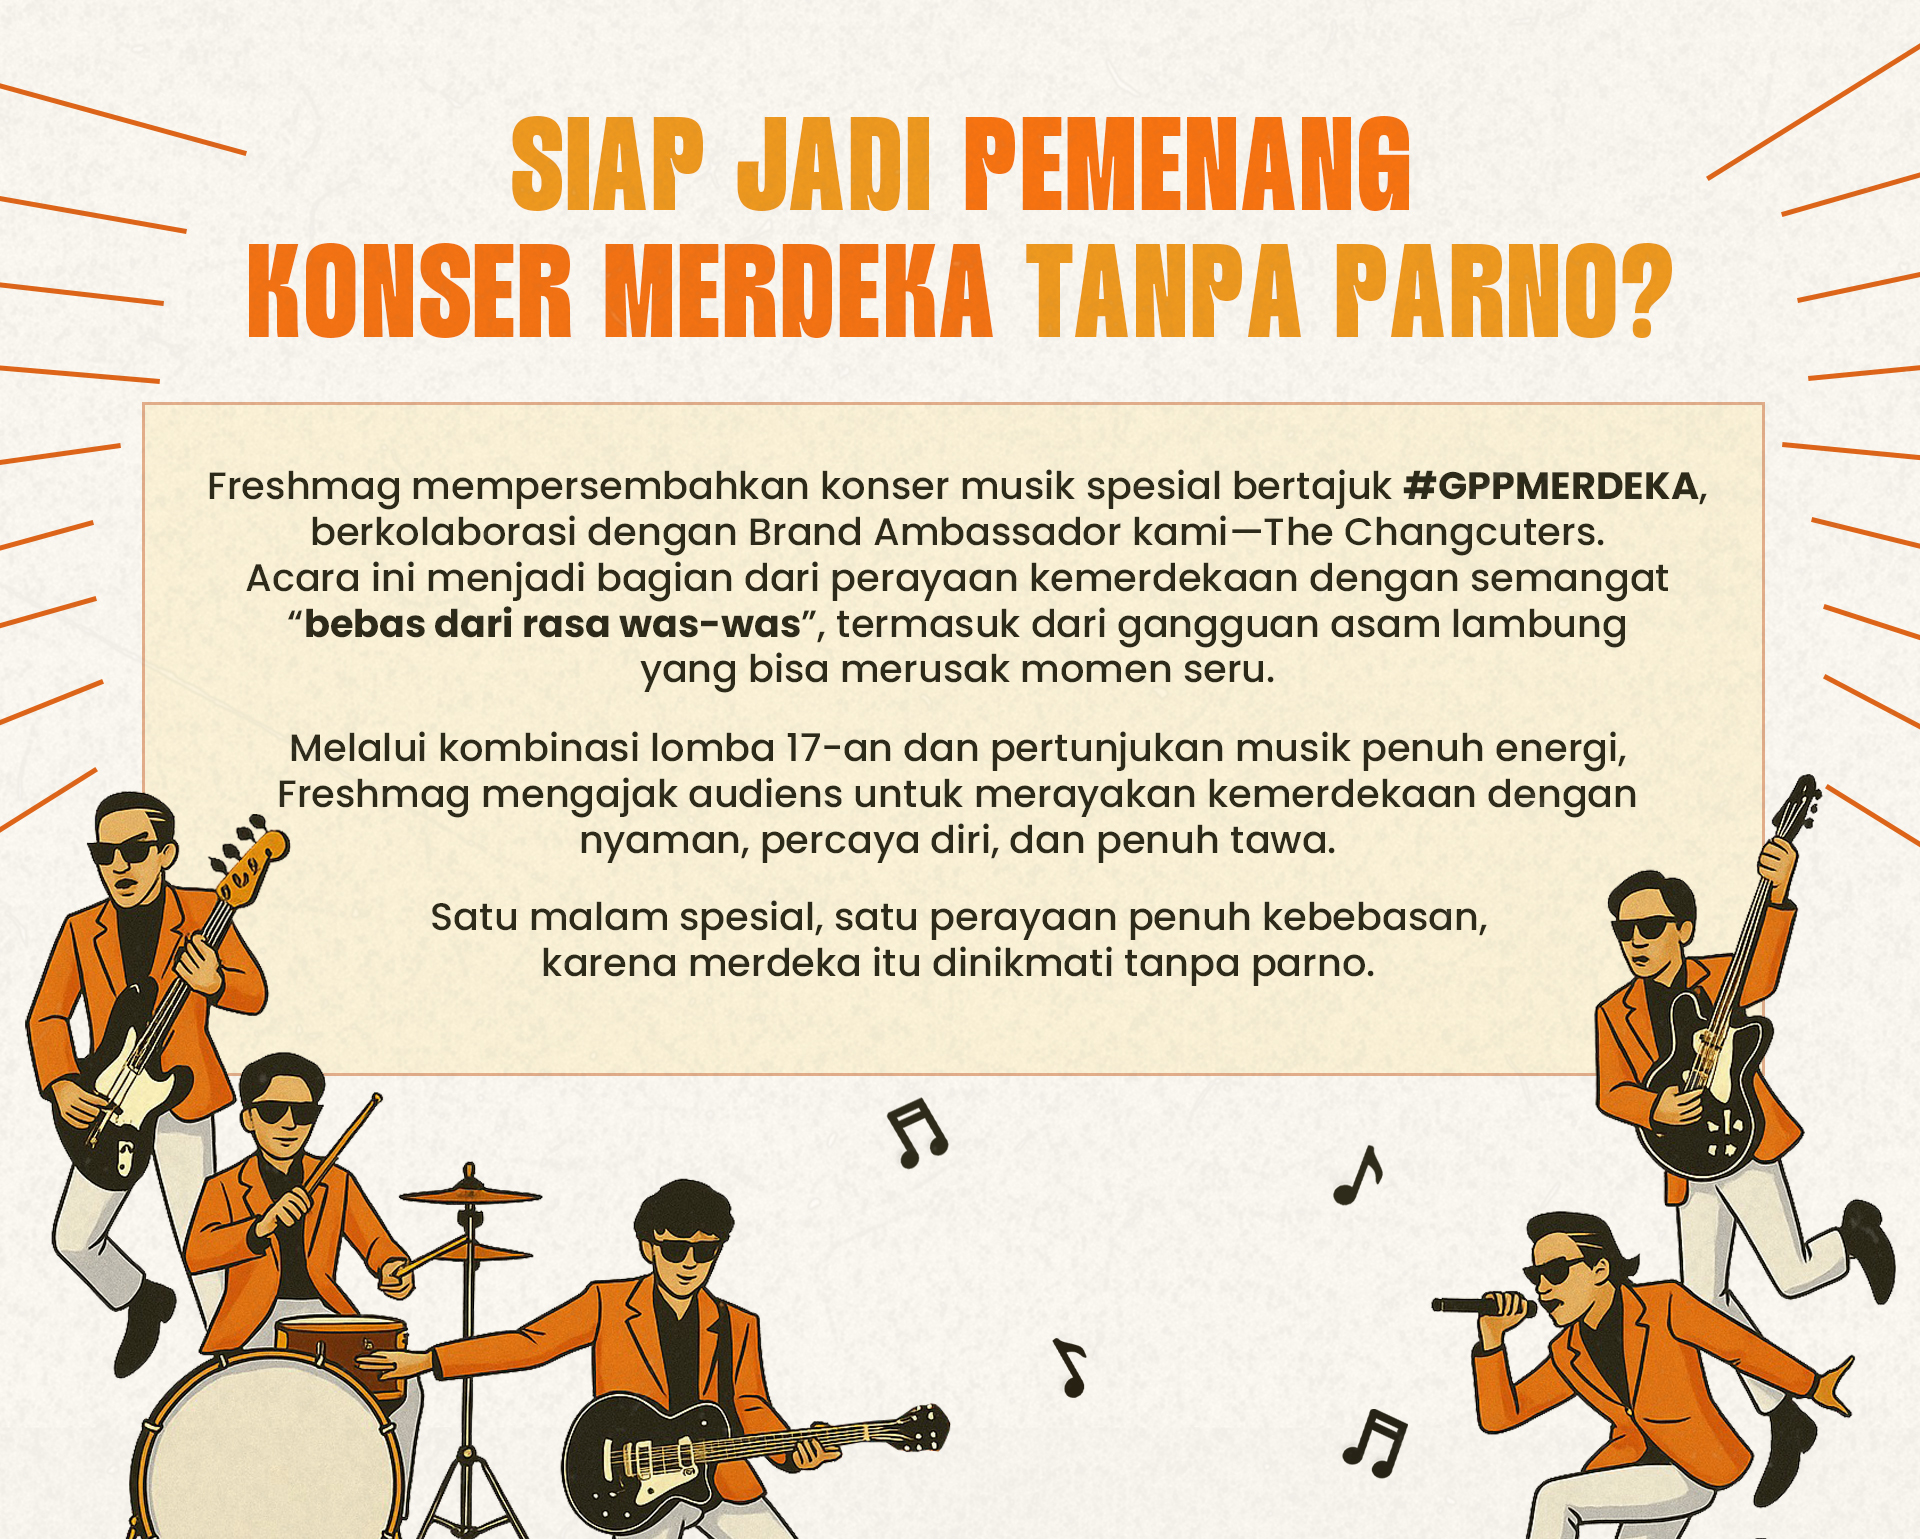 SIAP JADI PEMENANG
KONSER MERDEKA TANPA PARNO?
Freshmag mempersembahkan konser musik spesial bertajuk #GPPMERDEKA,
berkolaborasi dengan Brand Ambassador kami—The Changcuters.
Acara ini menjadi bagian dari perayaan kemerdekaan dengan semangat
“bebas dari rasa was-was”, termasuk dari gangguan asam lambung
yang bisa merusak momen seru.
Melalui kombinasi lomba 17-an dan pertunjukan musik penuh energi,
Freshmag mengajak audiens untuk merayakan kemerdekaan dengan
nyaman, percaya diri, dan penuh tawa.
Satu malam spesial, satu perayaan penuh kebebasan,
karena merdeka itu dinikmati tanpa parno.